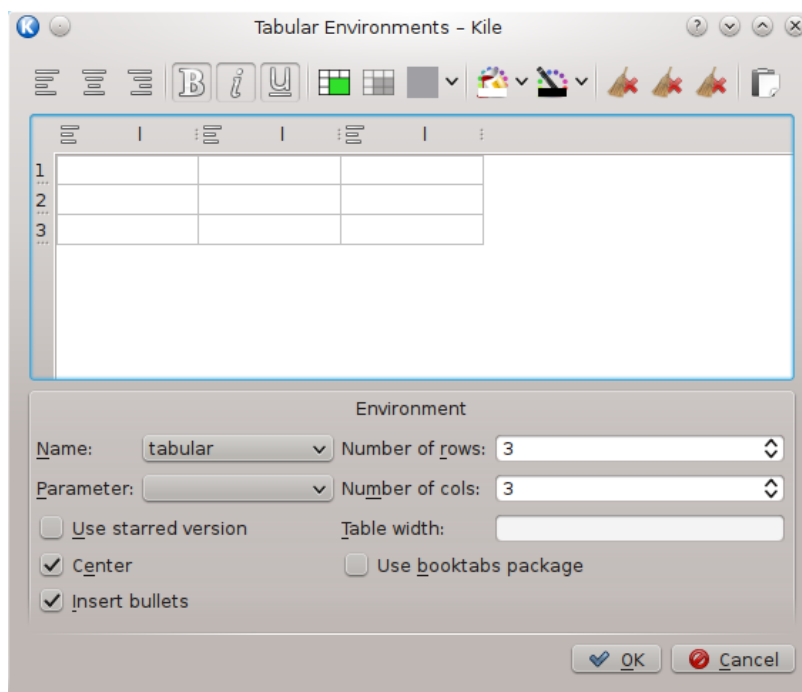 Tabular Environments – Kile
B i U
| | |
1
2
3
Environment
Name: tabular Number of rows: 3
Parameter: Number of cols: 3
Use starred version Table width:
Center Use booktabs package
Insert bullets
OK Cancel